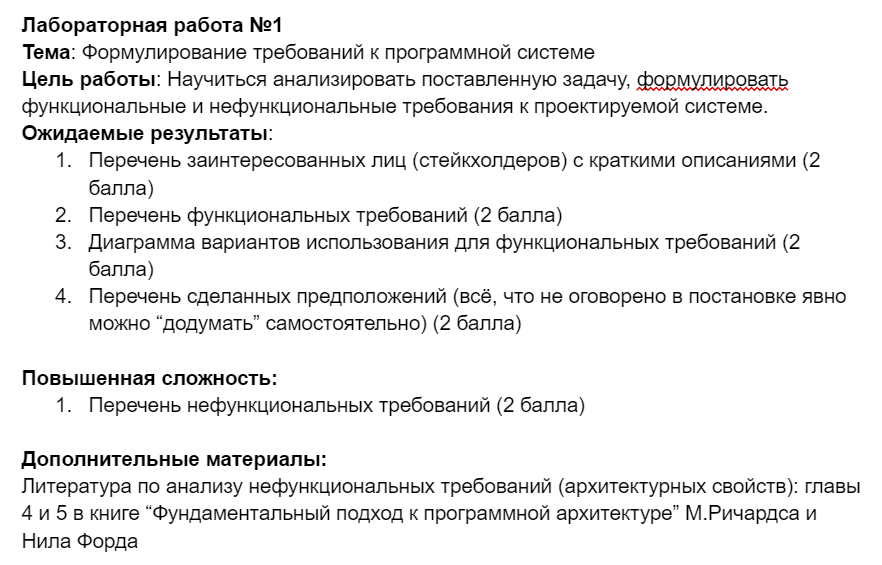 Лабораторная работа №1
Тема: Формулирование требований к программной системе
Цель работы: Научиться анализировать поставленную задачу, формулировать
функциональные и нефункциональные требования к проектируемой системе.
Ожидаемые результаты:
1. Перечень заинтересованных лиц (стейкхолдеров) с краткими описаниями (2
балла)
2. Перечень функциональных требований (2 балла)
3. Диаграмма вариантов использования для функциональных требований (2
балла)
4. Перечень сделанных предположений (всё, что не оговорено в постановке явно
можно “додумать” самостоятельно) (2 балла)
Повышенная сложность:
1. Перечень нефункциональных требований (2 балла)
Дополнительные материалы:
Литература по анализу нефункциональных требований (архитектурных свойств): главы
4 и 5 в книге “Фундаментальный подход к программной архитектуре” М.Ричардса и
Нила Форда